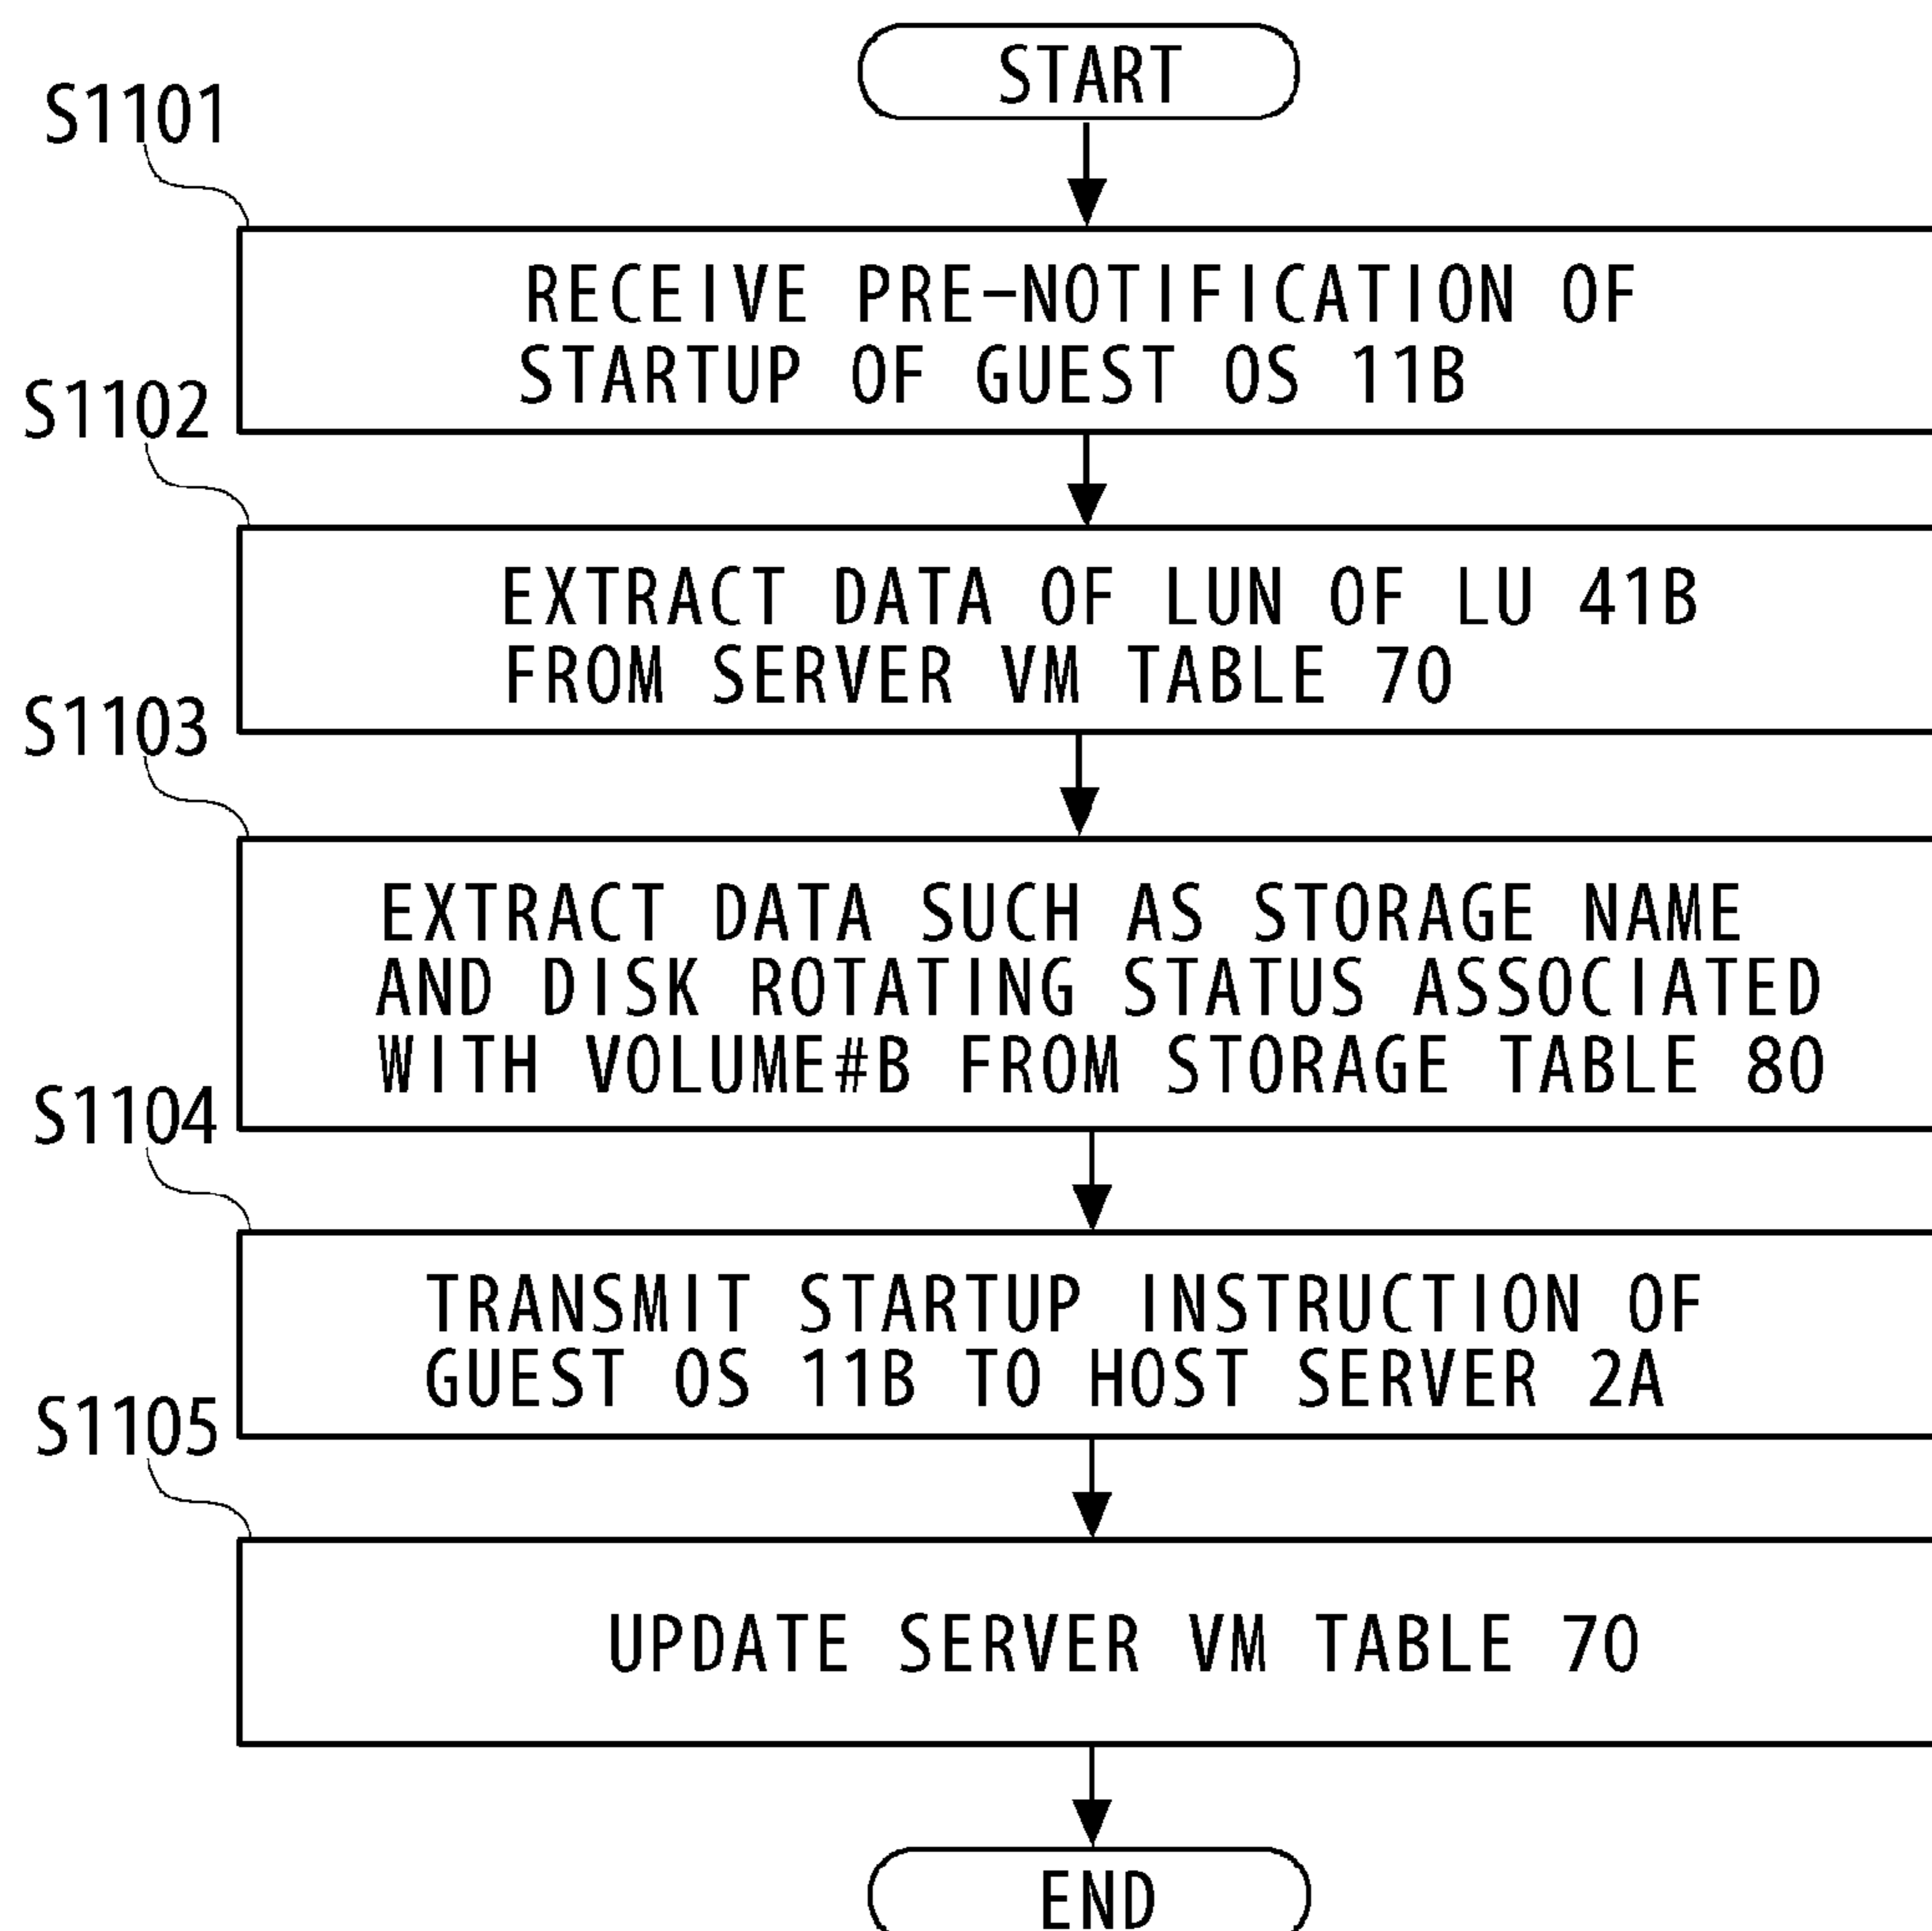 START
S1101
RECEIVE PRE-NOTIFICATION OF
STARTUP OF GUEST OS 11B
S1102
EXTRACT DATA OF LUN OF LU 41B
FROM SERVER VM TABLE 70
S1103
EXTRACT DATA SUCH AS STORAGE NAME
AND DISK ROTATING STATUS ASSOCIATED
WITH VOLUME#B FROM STORAGE TABLE 80
S1104
TRANSMIT STARTUP INSTRUCTION OF
GUEST OS 11B TO HOST SERVER 2A
S1105
UPDATE SERVER VM TABLE 70
END